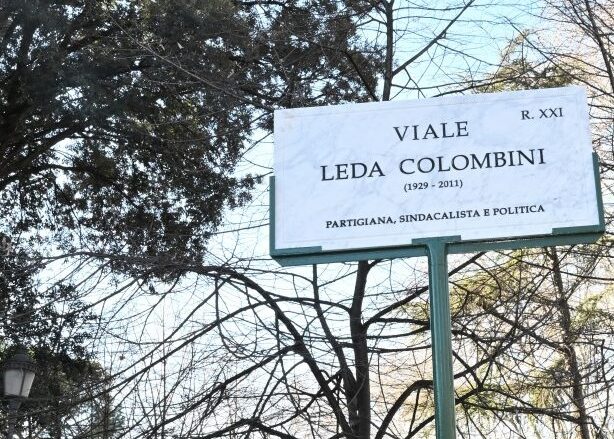 R. XXI
VIALE
LEDA COLOMBINI
(1929 - 2011)
PARTIGIANA, SINDACALISTA E POLITICA